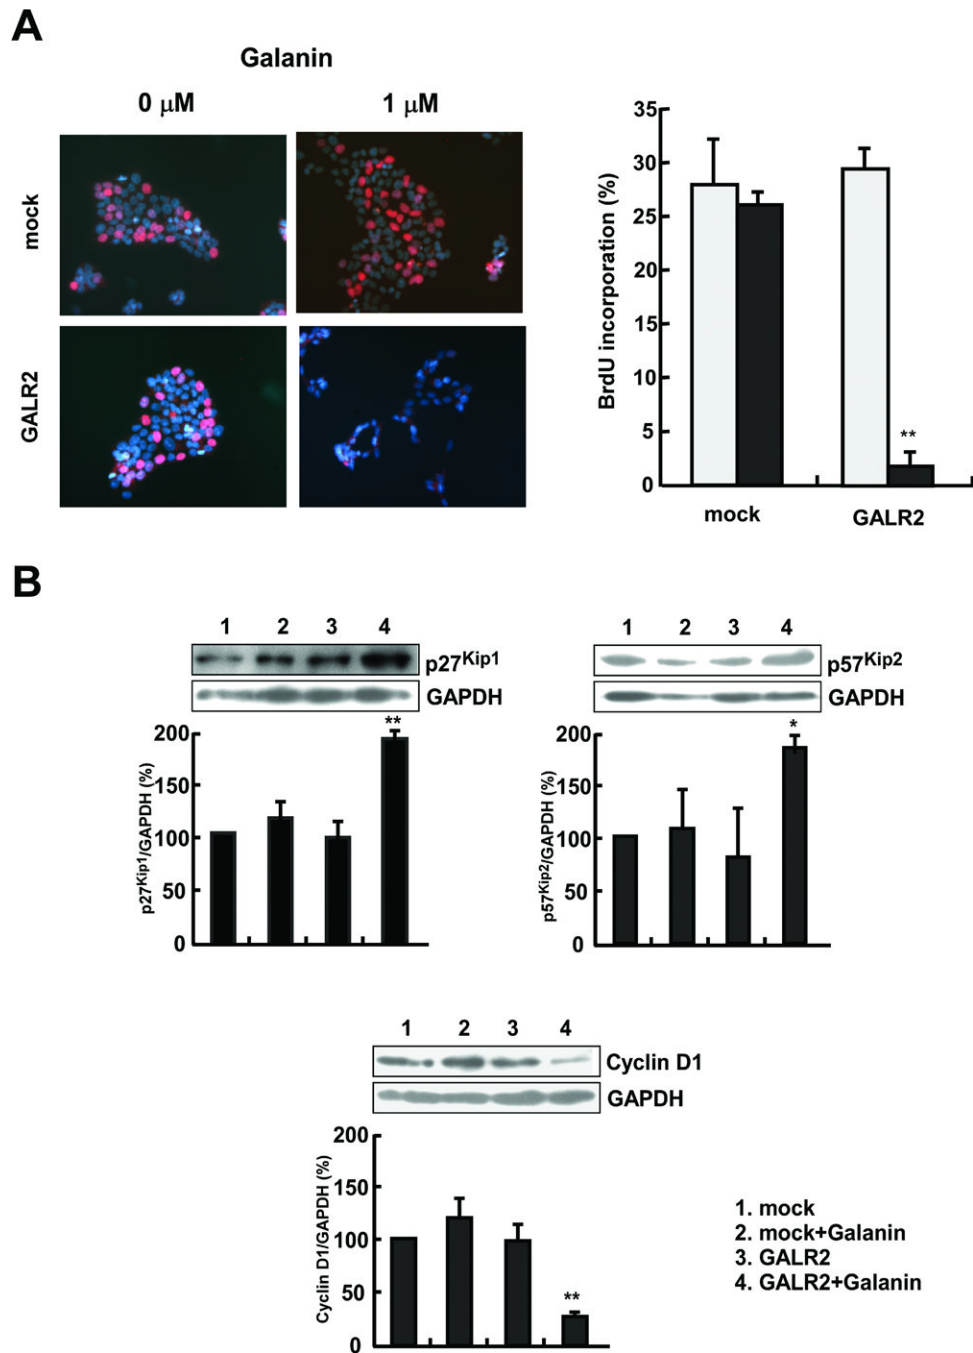 A
Galanin
0 μM 1 μM
mock
GALR2
BrdU incorporation (%)
35
30
25
20
15
10
5
0
**
mock GALR2
B
1 2 3 4
p27Kip1
GAPDH
p27Kip1/GAPDH (%)
200
150
100
50
0
**
1 2 3 4
p57Kip2
GAPDH
p57Kip2/GAPDH (%)
200
150
100
50
0
*
1 2 3 4
Cyclin D1
GAPDH
Cyclin D1/GAPDH (%)
200
150
100
50
0
**
1. mock
2. mock+Galanin
3. GALR2
4. GALR2+Galanin